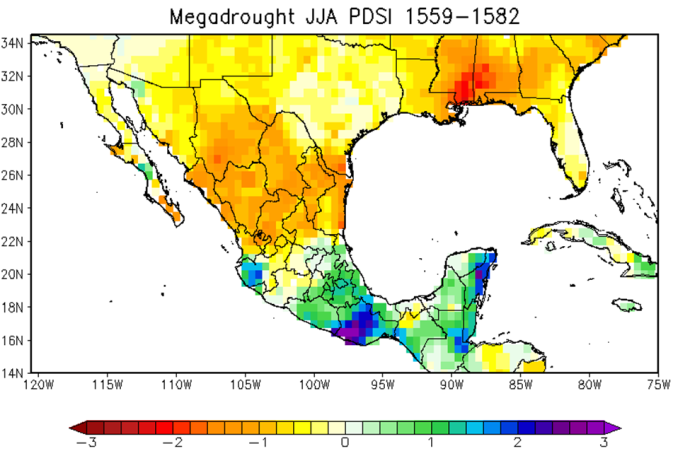 Megadrought JJA PDSI 1559−1582
34N
32N
30N
28N
26N
24N
22N
20N
18N
16N
14N
120W 115W 110W 105W 100W 95W 90W 85W 80W 75W
−3 −2 −1 0 1 2 3